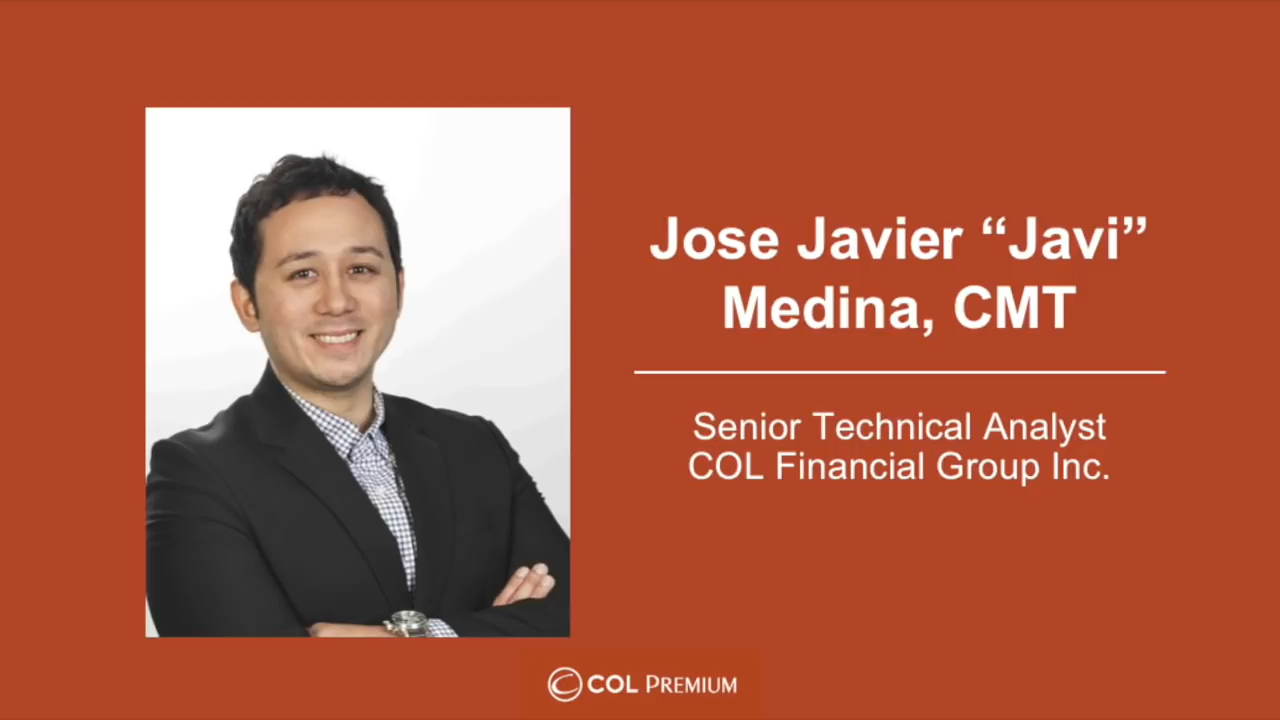 Jose Javier “Javi”
Medina, CMT
Senior Technical Analyst
COL Financial Group Inc.
COL PREMIUM